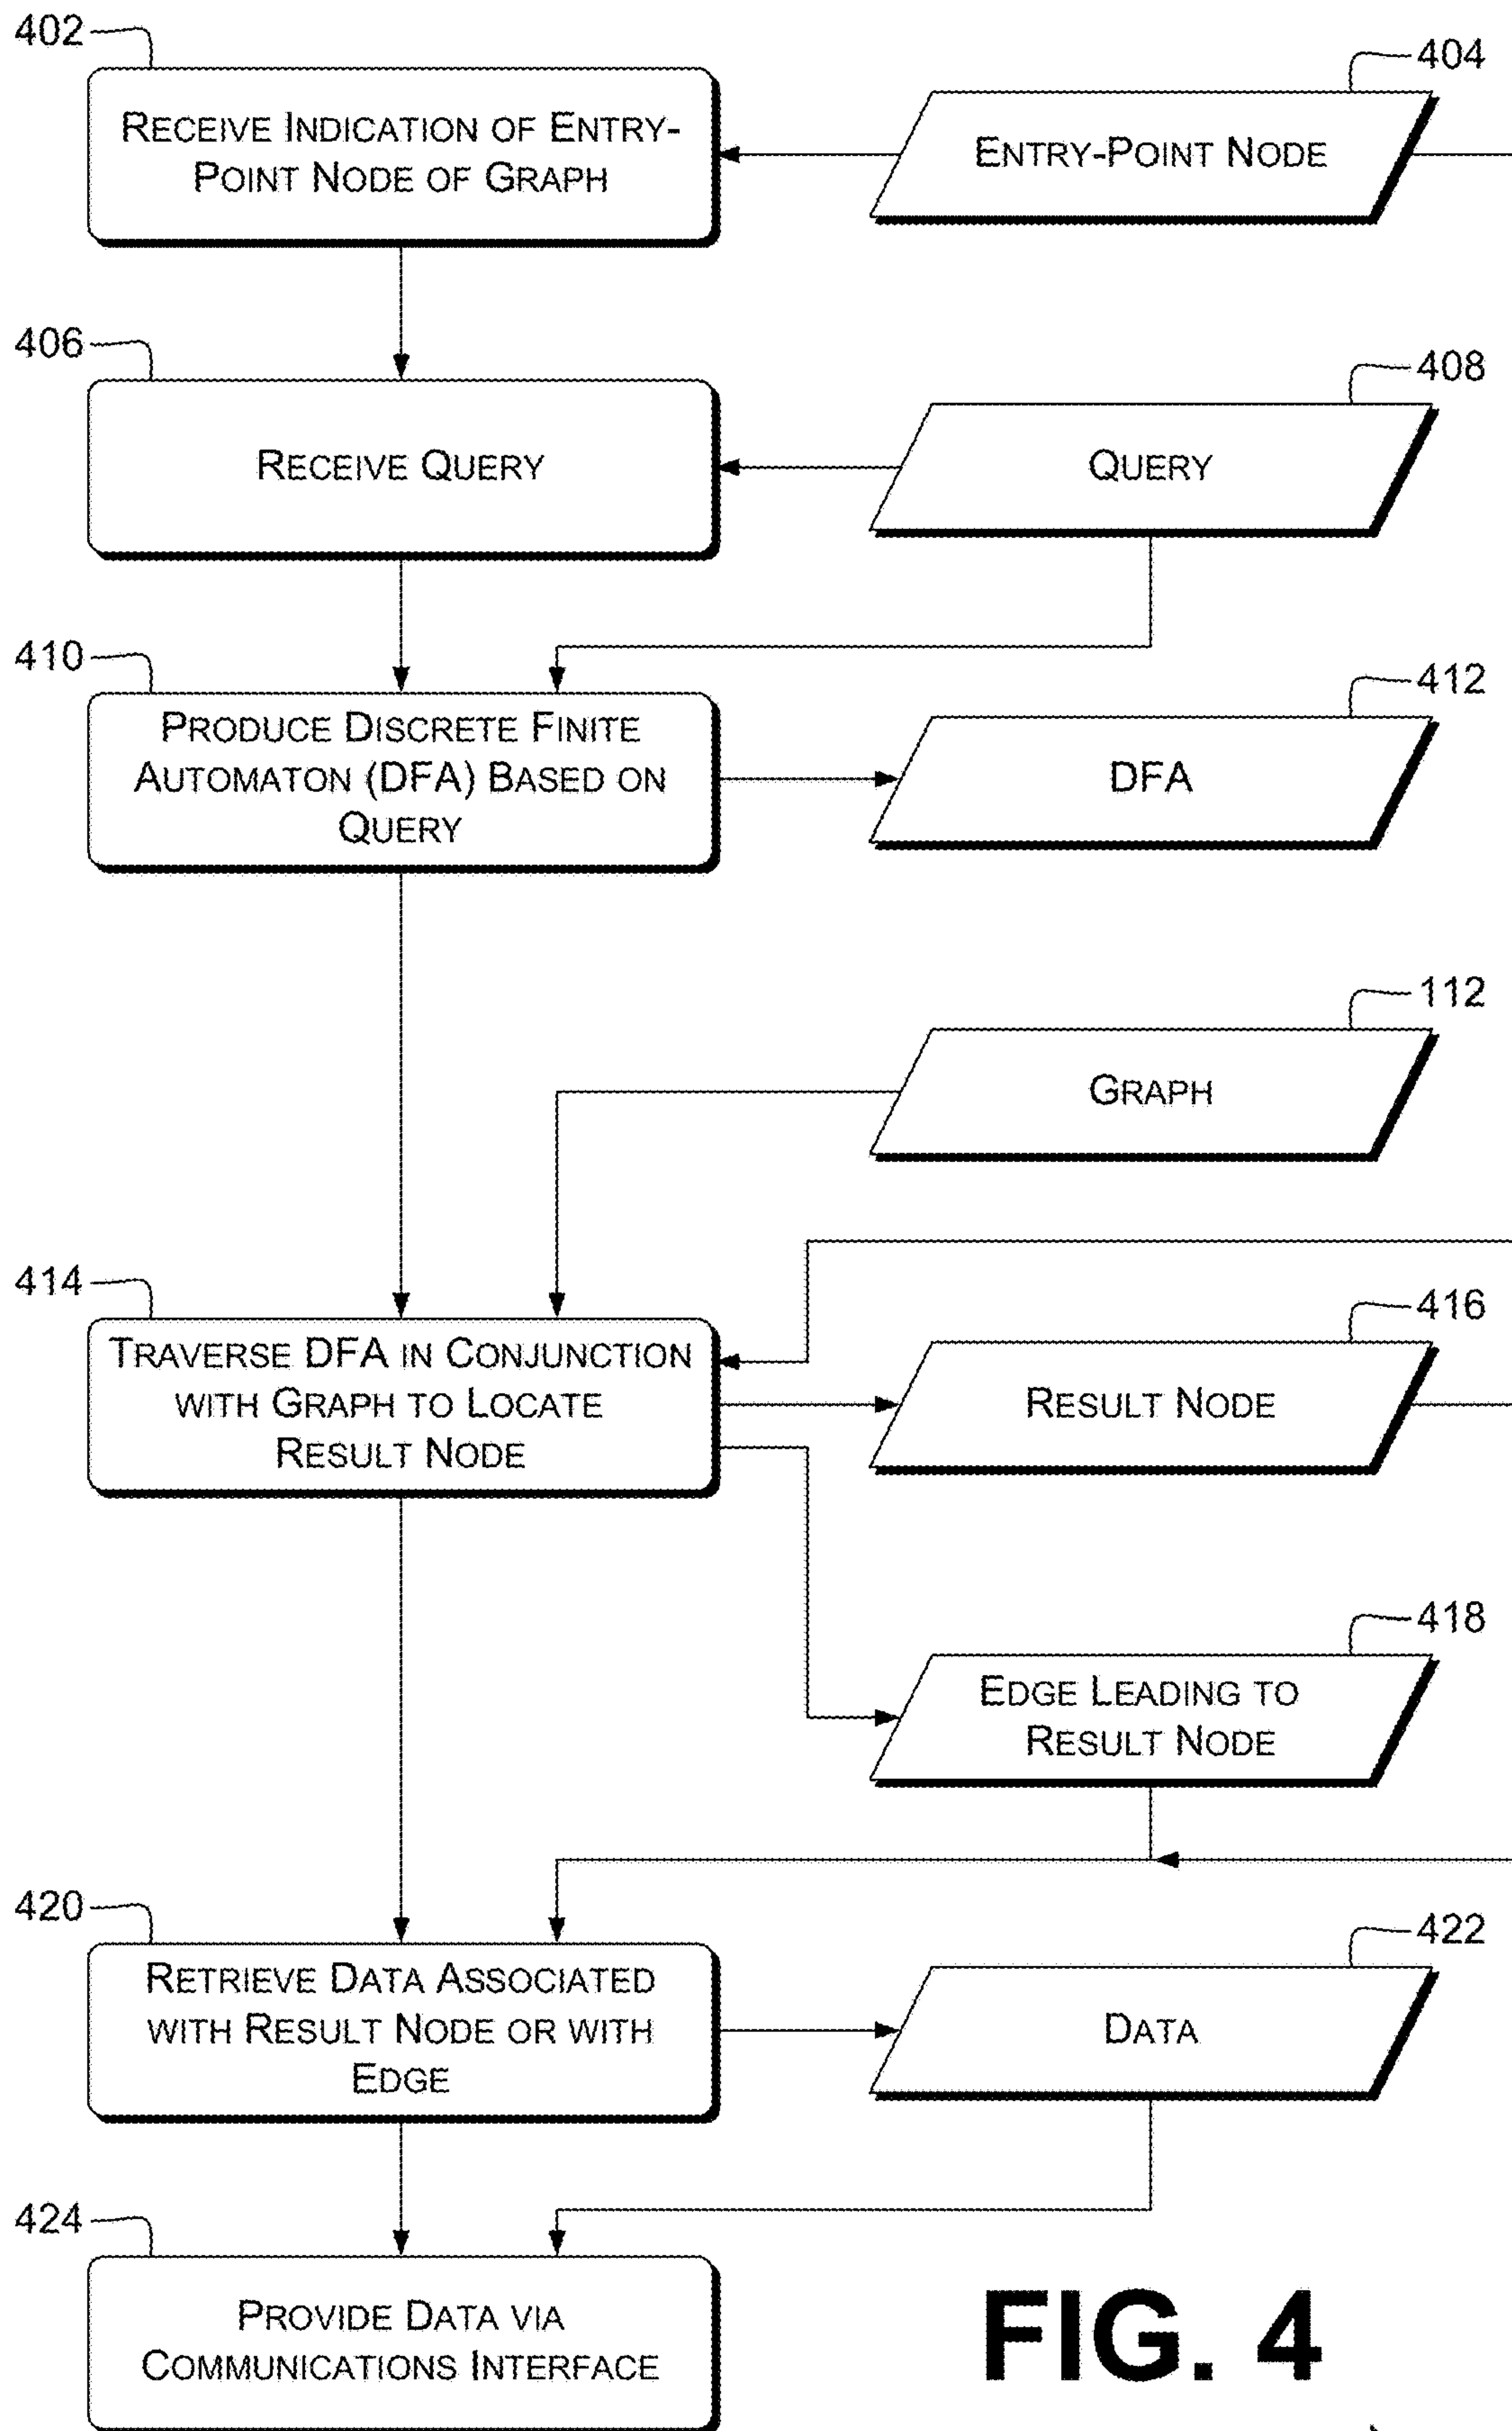 402
RECEIVE INDICATION OF ENTRY-
POINT NODE OF GRAPH
404
ENTRY-POINT NODE
406
RECEIVE QUERY
408
QUERY
410
PRODUCE DISCRETE FINITE
AUTOMATON (DFA) BASED ON
QUERY
412
DFA
112
GRAPH
414
TRAVERSE DFA IN CONJUNCTION
WITH GRAPH TO LOCATE
RESULT NODE
416
RESULT NODE
418
EDGE LEADING TO
RESULT NODE
420
RETRIEVE DATA ASSOCIATED
WITH RESULT NODE OR WITH
EDGE
422
DATA
424
PROVIDE DATA VIA
COMMUNICATIONS INTERFACE
FIG. 4